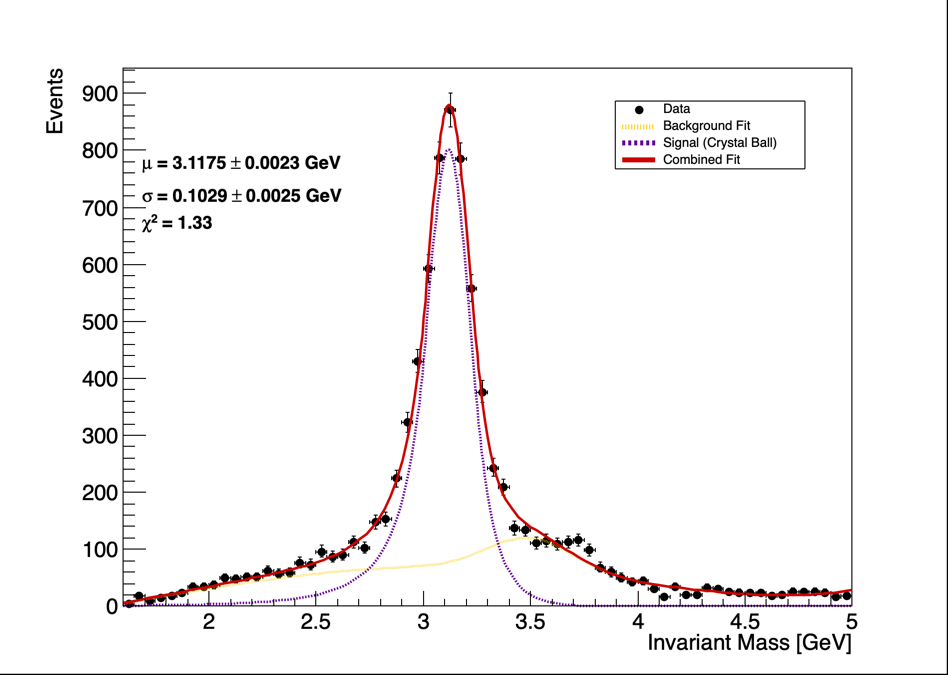 Events
900
800
700
600
500
400
300
200
100
0
μ = 3.1175 ± 0.0023 GeV
σ = 0.1029 ± 0.0025 GeV
χ² = 1.33
Data
Background Fit
Signal (Crystal Ball)
Combined Fit
2 2.5 3 3.5 4 4.5 5
Invariant Mass [GeV]